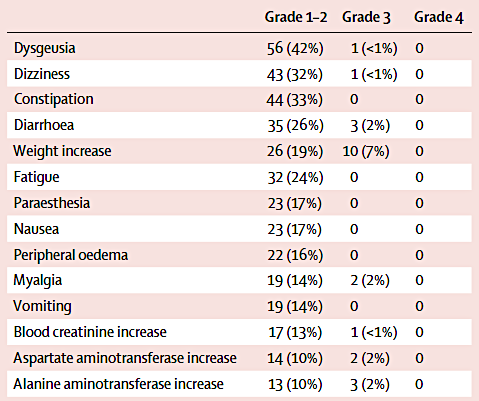 Grade 1–2 Grade 3 Grade 4
Dysgeusia 56 (42%) 1 (<1%) 0
Dizziness 43 (32%) 1 (<1%) 0
Constipation 44 (33%) 0 0
Diarrhoea 35 (26%) 3 (2%) 0
Weight increase 26 (19%) 10 (7%) 0
Fatigue 32 (24%) 0 0
Paraesthesia 23 (17%) 0 0
Nausea 23 (17%) 0 0
Peripheral oedema 22 (16%) 0 0
Myalgia 19 (14%) 2 (2%) 0
Vomiting 19 (14%) 0 0
Blood creatinine increase 17 (13%) 1 (<1%) 0
Aspartate aminotransferase increase 14 (10%) 2 (2%) 0
Alanine aminotransferase increase 13 (10%) 3 (2%) 0